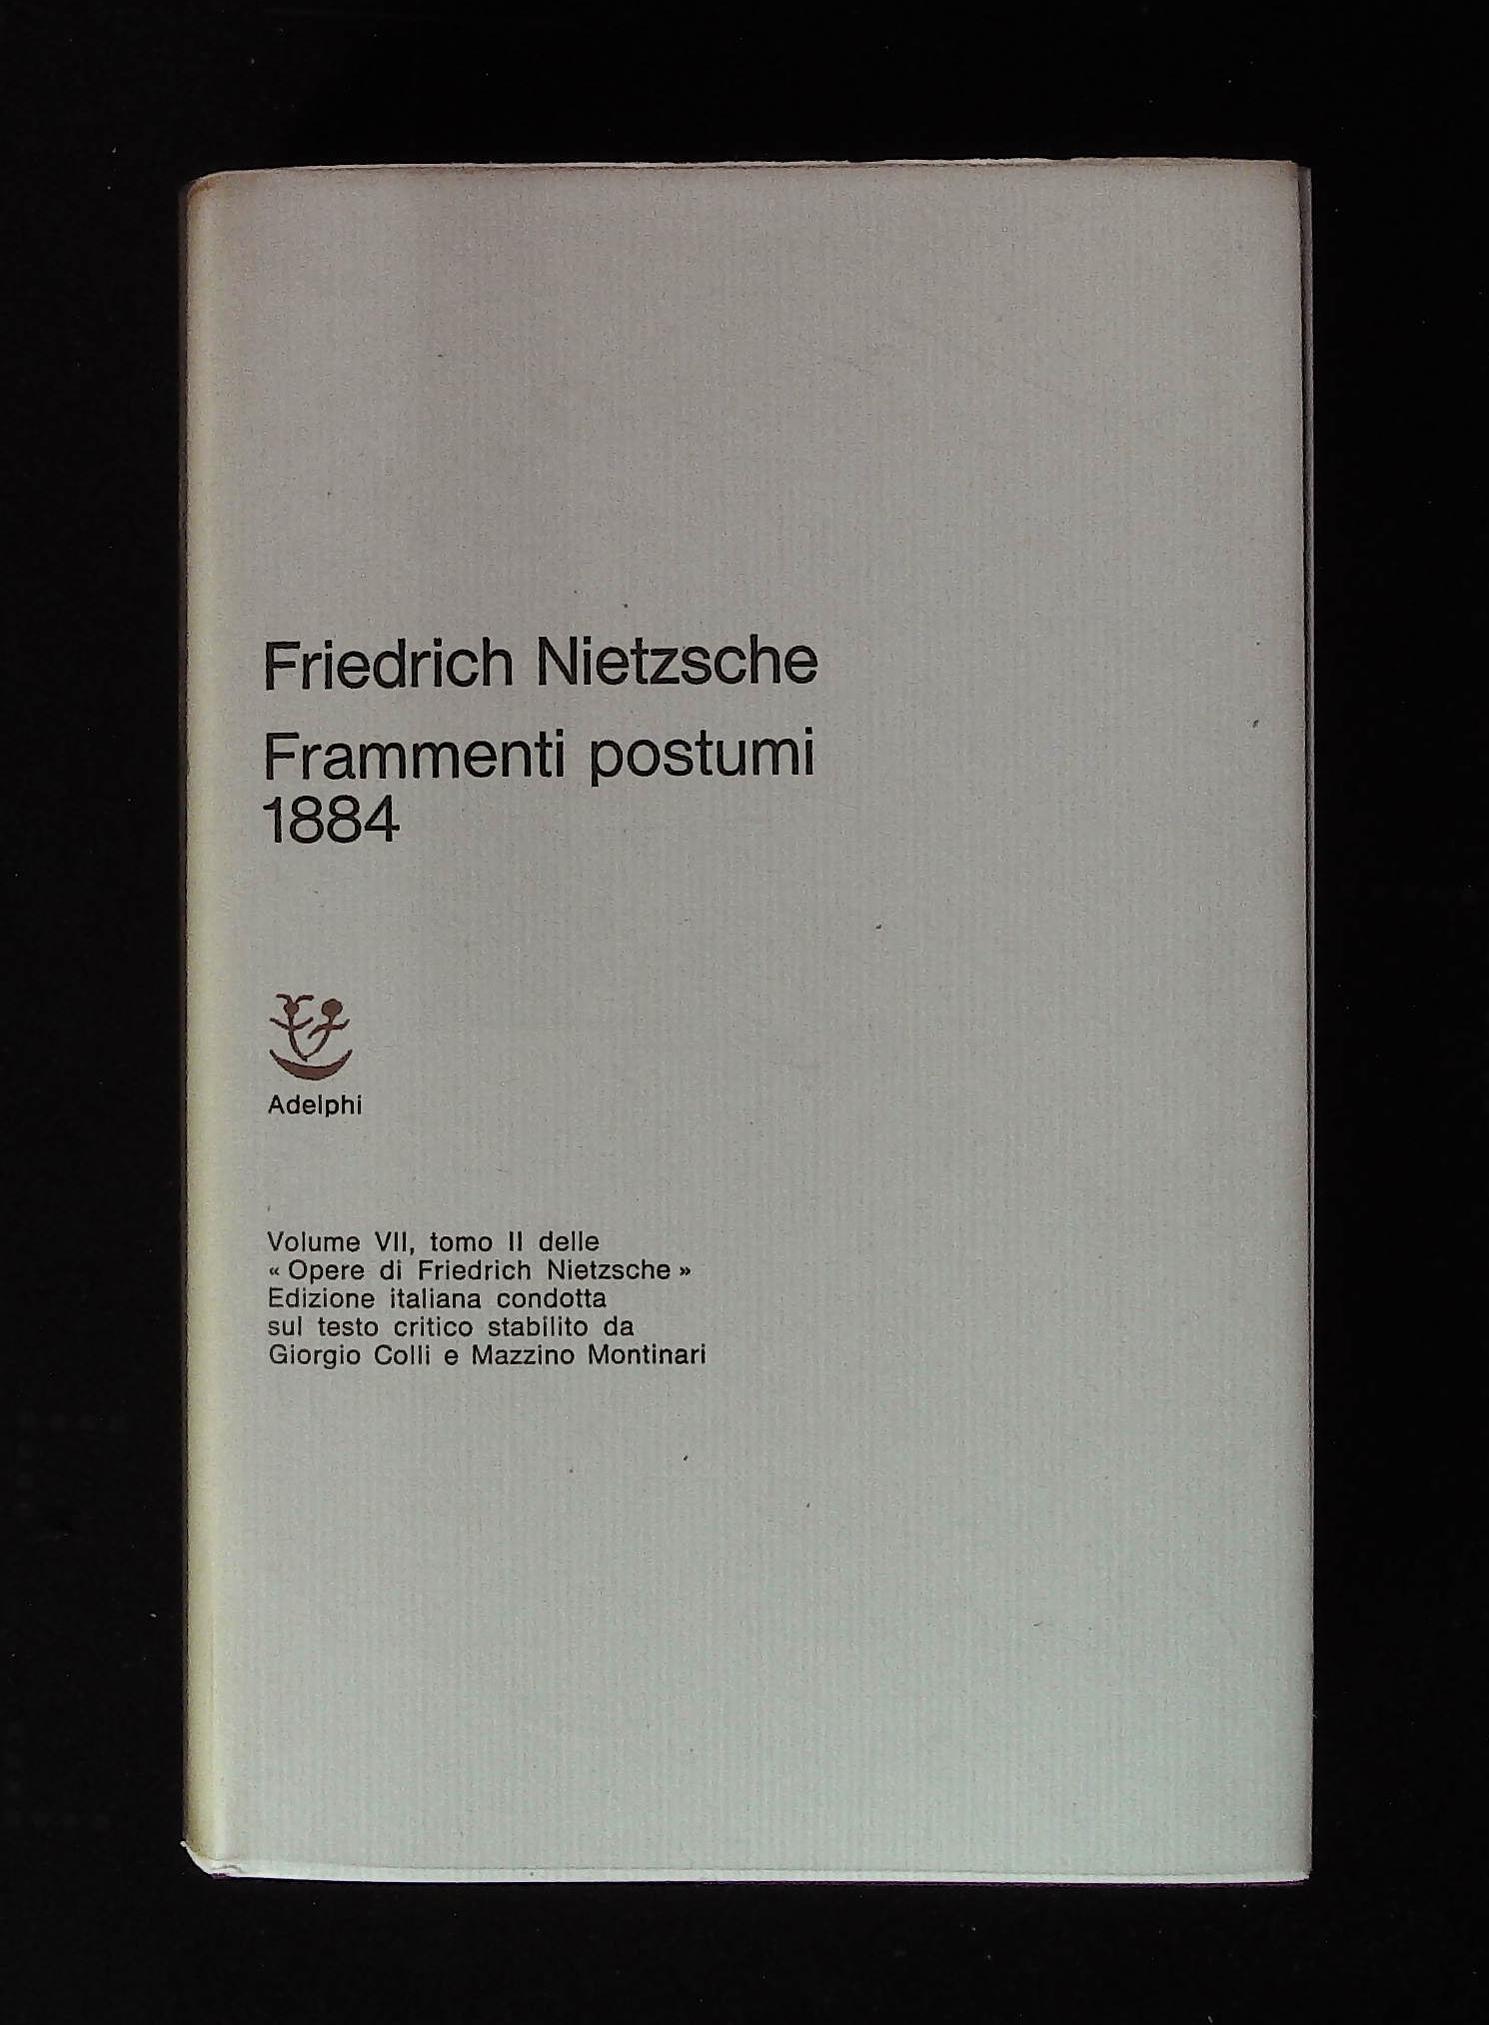 Friedrich Nietzsche
Frammenti postumi
1884
Adelphi
Volume VII, tomo II delle
« Opere di Friedrich Nietzsche »
Edizione italiana condotta
sul testo critico stabilito da
Giorgio Colli e Mazzino Montinari